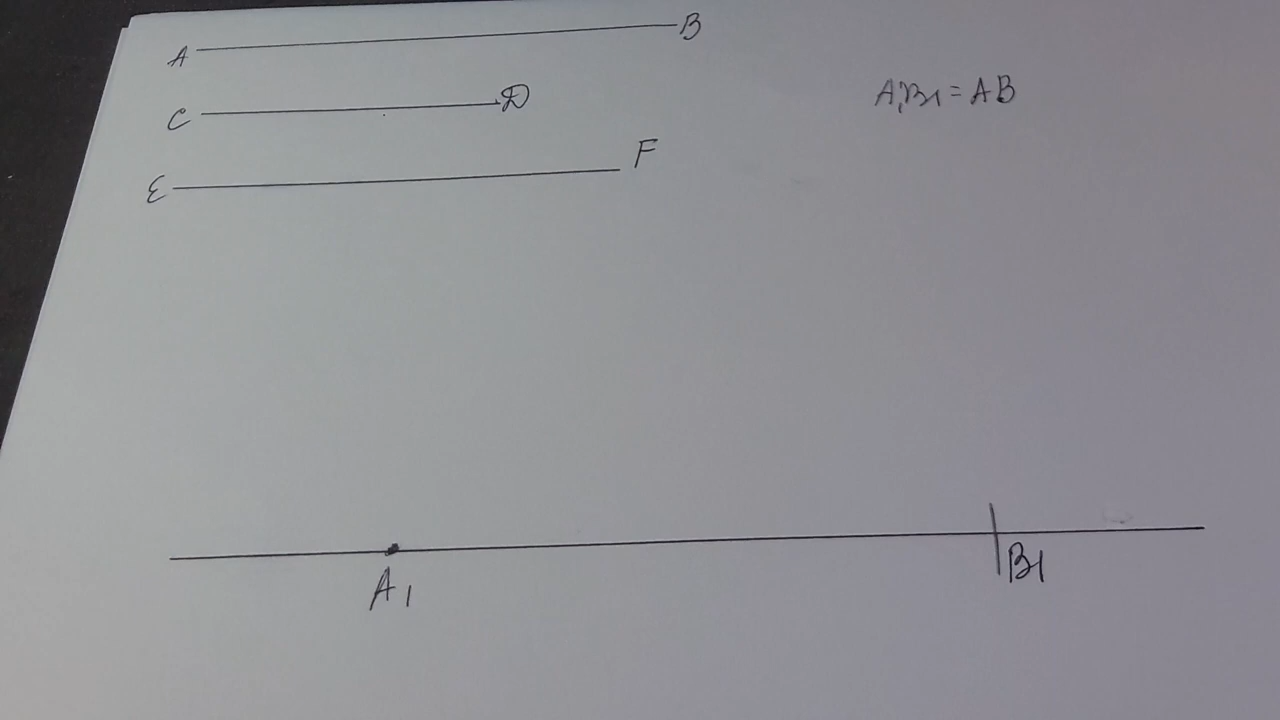 A B
C D
E F
A₁B₁ = AB
A₁ B₁